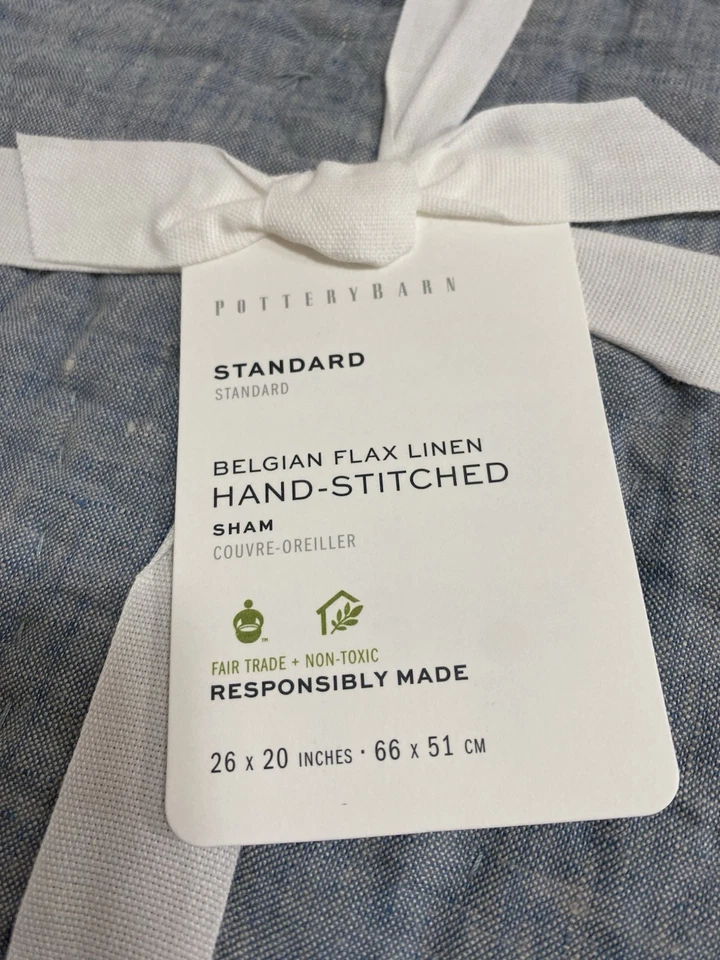 POTTERYBARN
STANDARD
STANDARD
BELGIAN FLAX LINEN
HAND-STITCHED
SHAM
COUVRE-OREILLER
TM
FAIR TRADE + NON-TOXIC
RESPONSIBLY MADE
26 x 20 INCHES · 66 x 51 CM